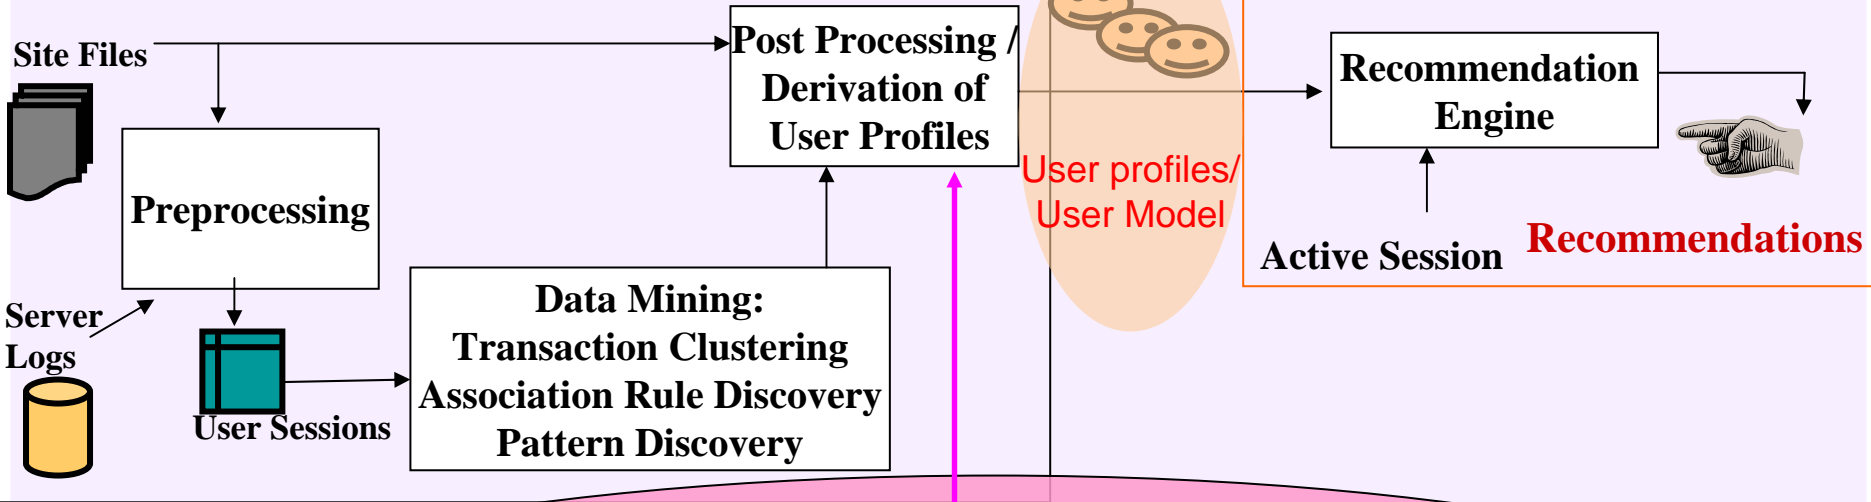 Site Files
Post Processing /
Derivation of
User Profiles
Recommendation
Engine
Preprocessing
User profiles/
User Model
Active Session
Recommendations
Server
Logs
User Sessions
Data Mining:
Transaction Clustering
Association Rule Discovery
Pattern Discovery